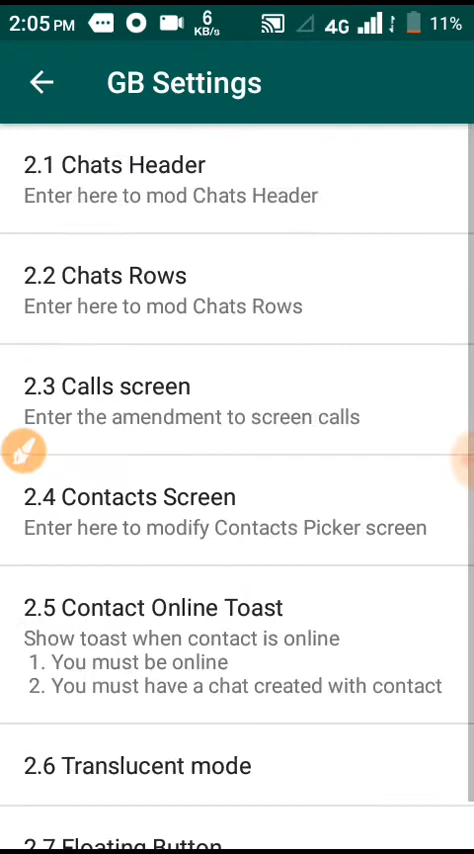 2:05 PM 6 KB/s 4G 11%
GB Settings
2.1 Chats Header
Enter here to mod Chats Header
2.2 Chats Rows
Enter here to mod Chats Rows
2.3 Calls screen
Enter the amendment to screen calls
2.4 Contacts Screen
Enter here to modify Contacts Picker screen
2.5 Contact Online Toast
Show toast when contact is online
1. You must be online
2. You must have a chat created with contact
2.6 Translucent mode
2.7 Floating Button